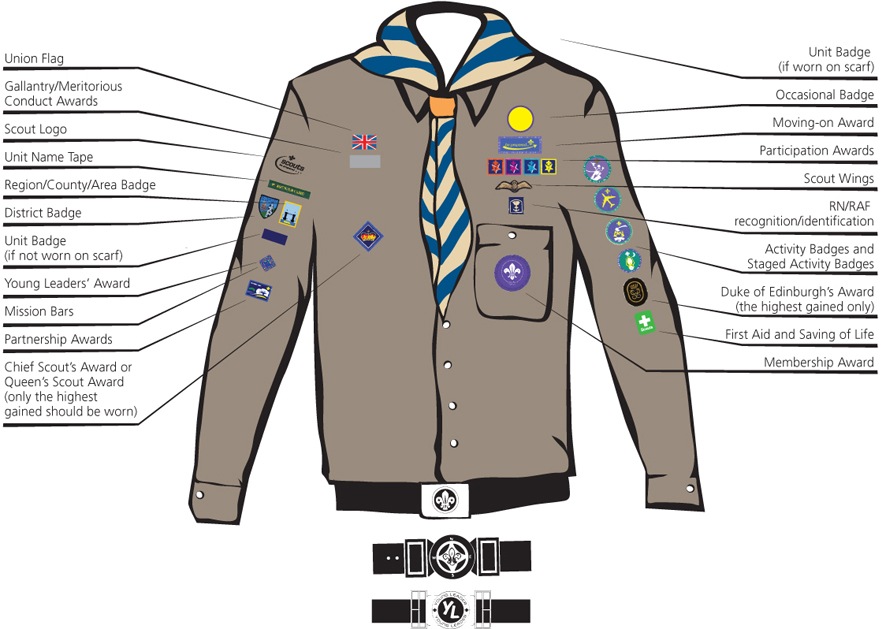 Union Flag
Gallantry/Meritorious
Conduct Awards
Scout Logo
Unit Name Tape
Region/County/Area Badge
District Badge
Unit Badge
(if not worn on scarf)
Young Leaders’ Award
Mission Bars
Partnership Awards
Chief Scout’s Award or
Queen’s Scout Award
(only the highest
gained should be worn)
Unit Badge
(if worn on scarf)
Occasional Badge
Moving-on Award
Participation Awards
Scout Wings
RN/RAF
recognition/identification
Activity Badges and
Staged Activity Badges
Duke of Edinburgh’s Award
(the highest gained only)
First Aid and Saving of Life
Membership Award
scouts
YOUNG LEADER
YL
YOUNG LEADER